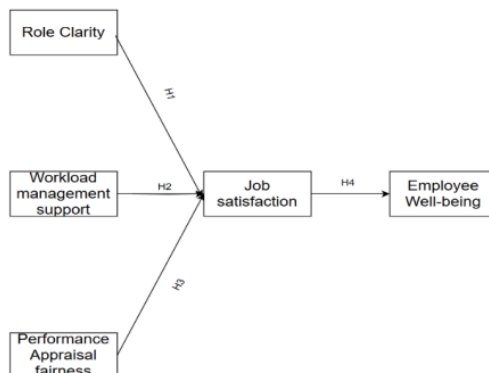 Role Clarity
H1
Workload
management
support
H2
Job
satisfaction
H4
Employee
Well-being
H3
Performance
Appraisal
fairness